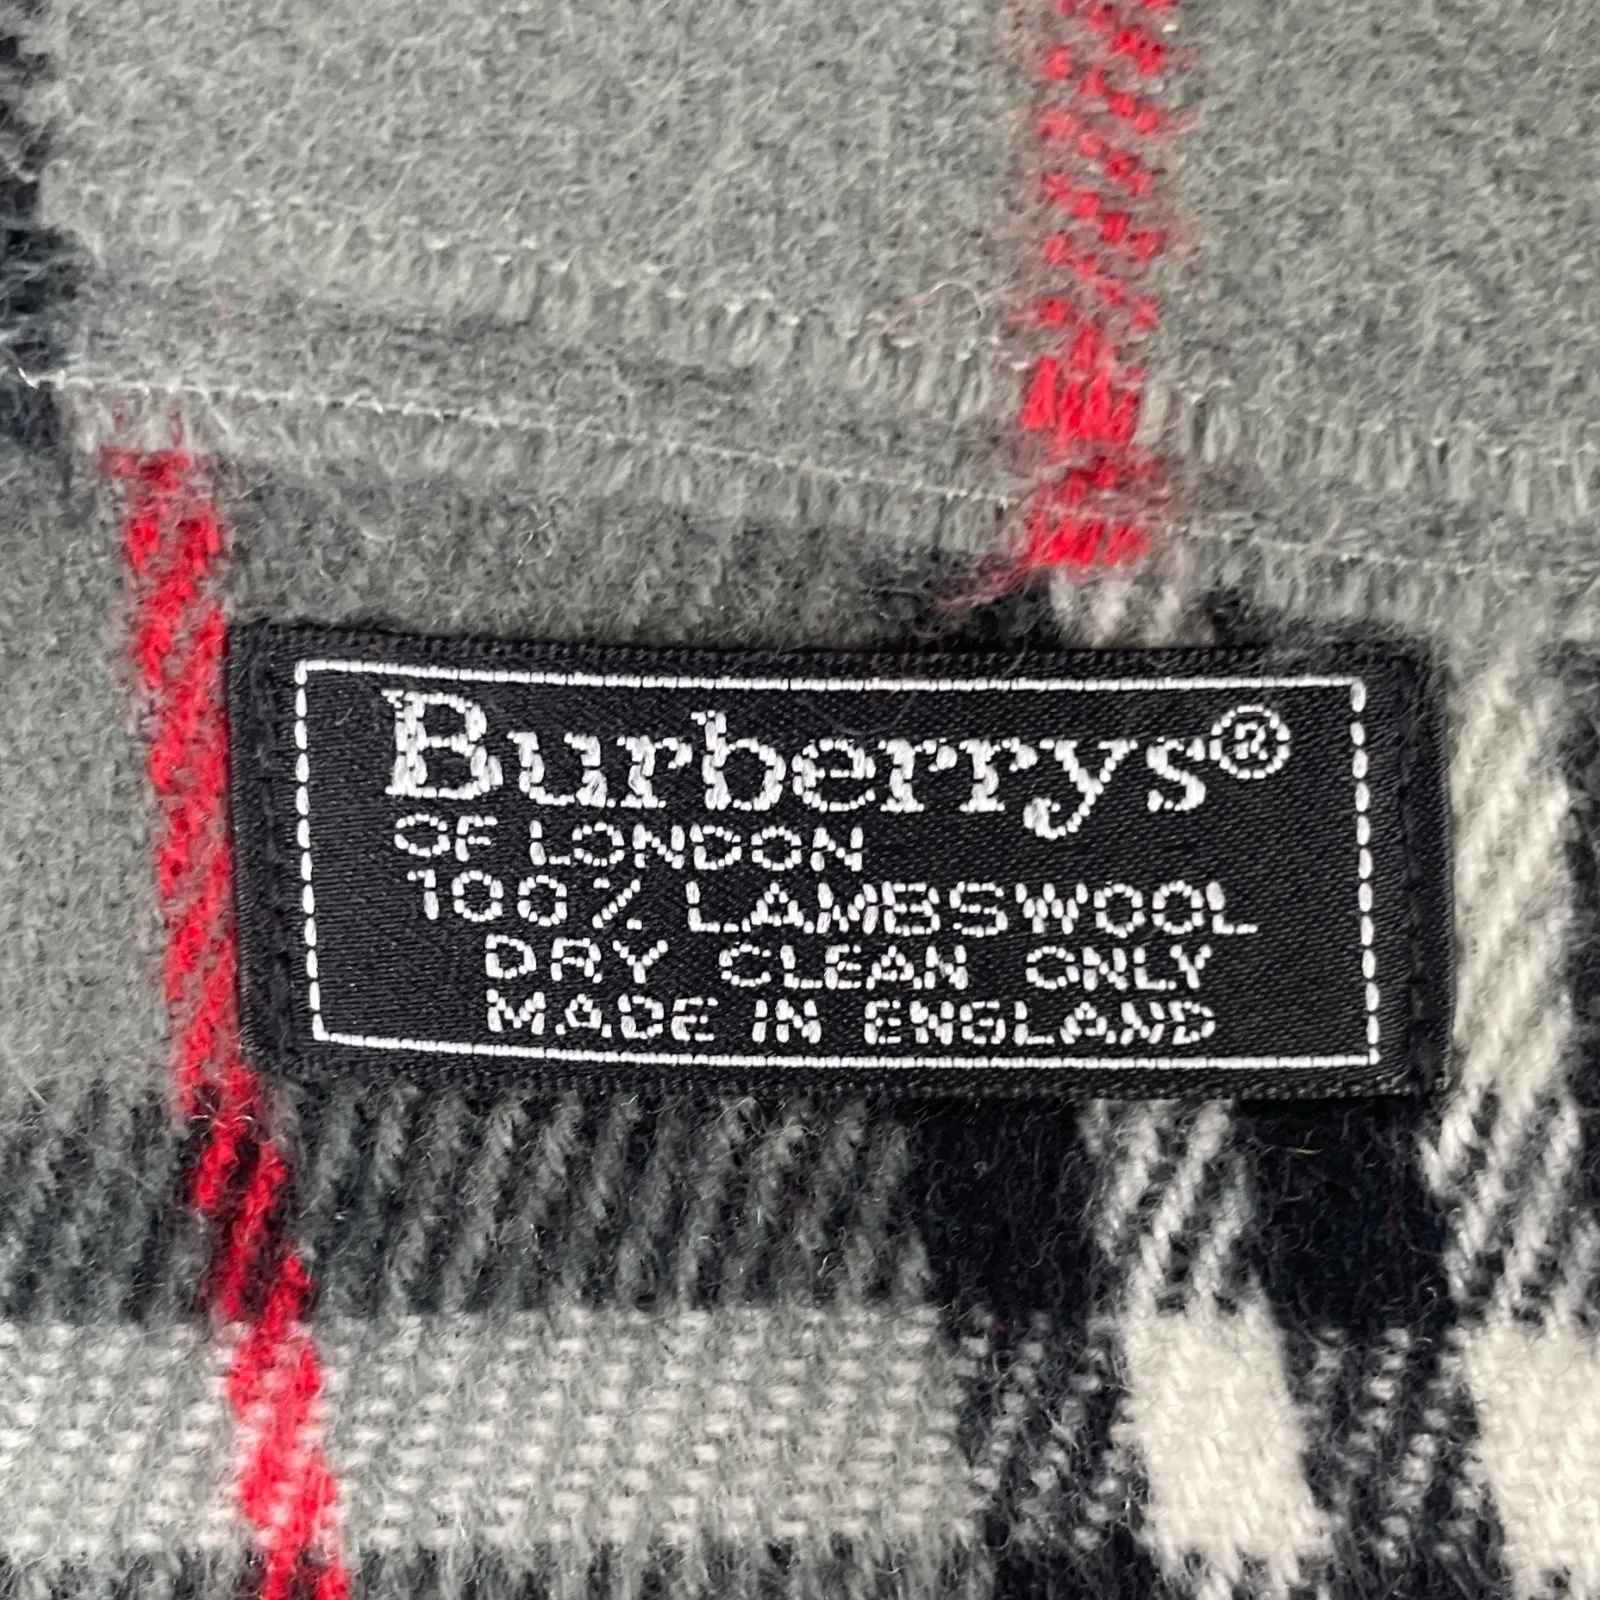 Burberrys®
OF LONDON
100% LAMBSWOOL
DRY CLEAN ONLY
MADE IN ENGLAND